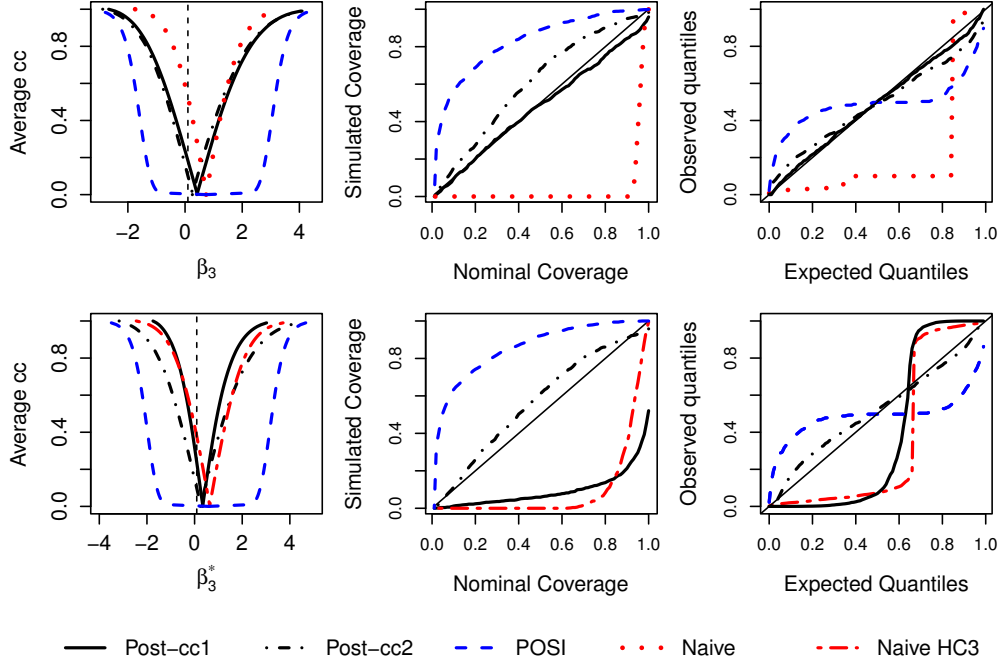 Average cc
0.0 0.4 0.8
−2 0 2 4
β3
Simulated Coverage
0.0 0.4 0.8
0.0 0.2 0.4 0.6 0.8 1.0
Nominal Coverage
Observed quantiles
0.0 0.4 0.8
0.0 0.2 0.4 0.6 0.8 1.0
Expected Quantiles
Average cc
0.0 0.4 0.8
−4 −2 0 2 4
β3*
Simulated Coverage
0.0 0.4 0.8
0.0 0.2 0.4 0.6 0.8 1.0
Nominal Coverage
Observed quantiles
0.0 0.4 0.8
0.0 0.2 0.4 0.6 0.8 1.0
Expected Quantiles
Post−cc1 Post−cc2 POSI Naive Naive HC3